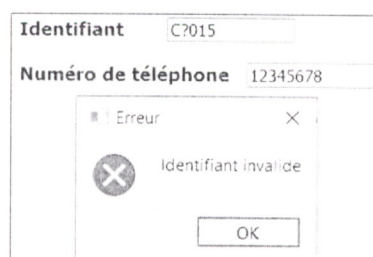 Identifiant C?015
Numéro de téléphone 12345678
Erreur
Identifiant invalide
OK